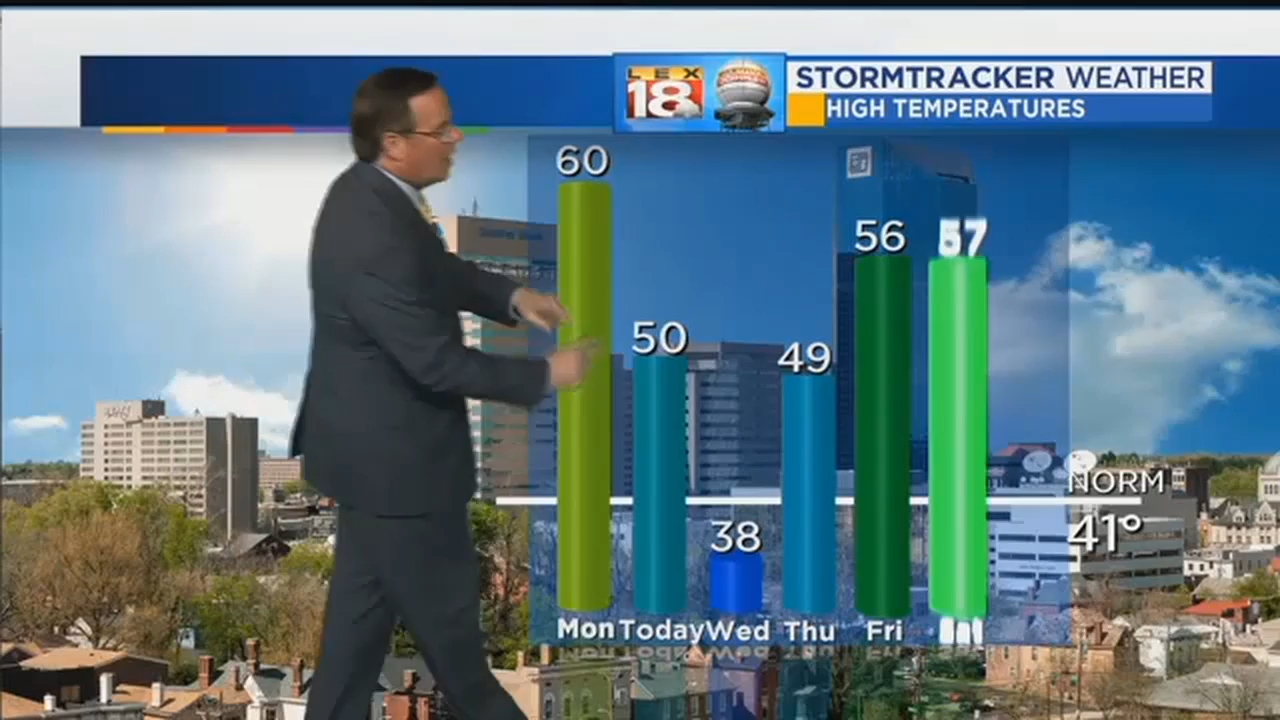 LEX
18
STORMTRACKER WEATHER
HIGH TEMPERATURES
60
50
38
49
56
57
NORM
41°
Mon Today Wed Thu Fri